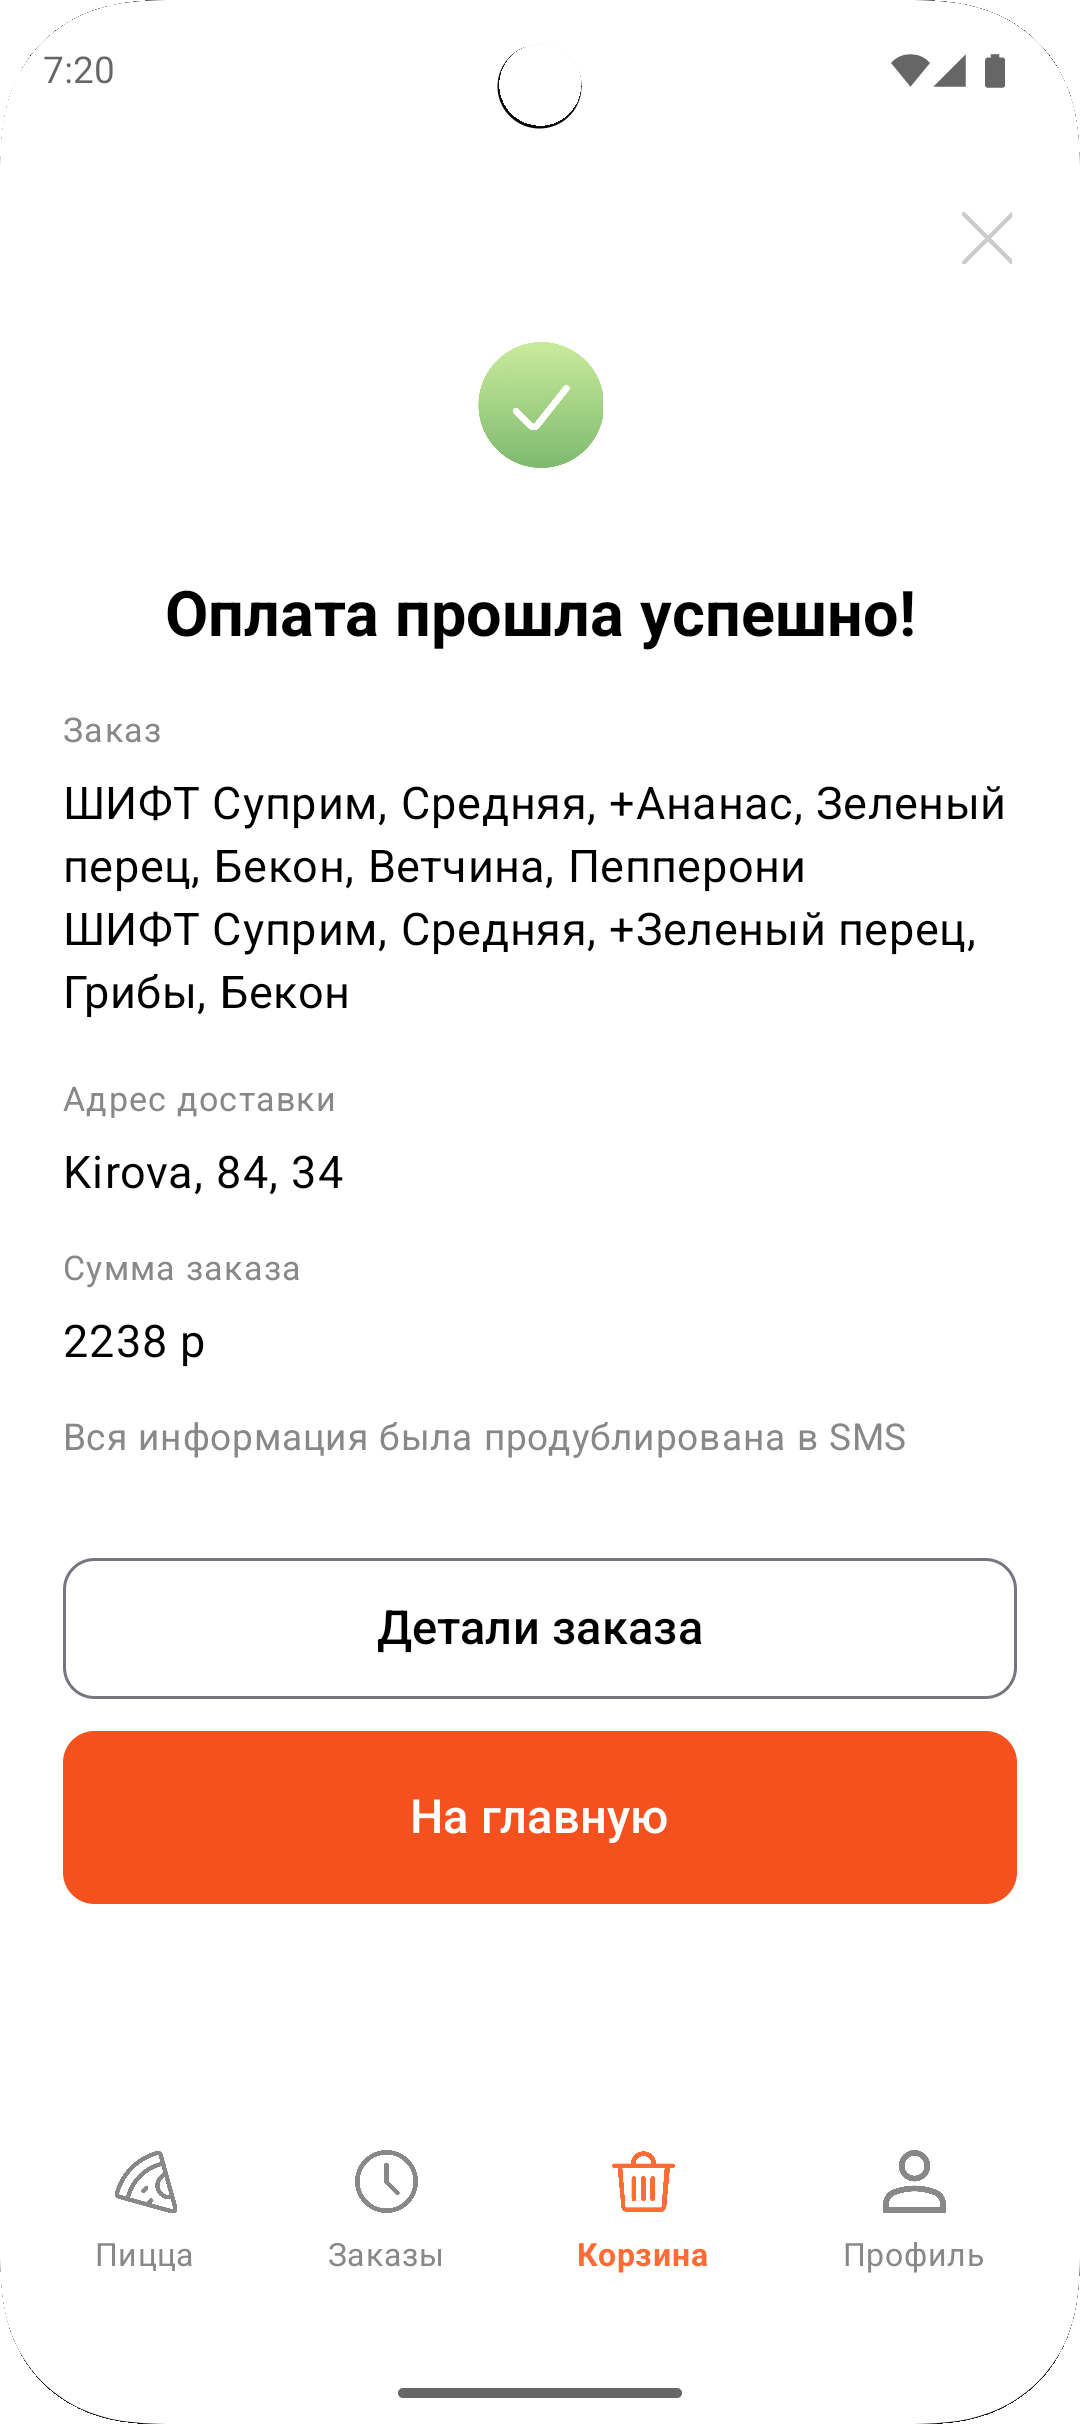 7:20
Оплата прошла успешно!
Заказ
ШИФТ Суприм, Средняя, +Ананас, Зеленый
перец, Бекон, Ветчина, Пепперони
ШИФТ Суприм, Средняя, +Зеленый перец,
Грибы, Бекон
Адрес доставки
Kirova, 84, 34
Сумма заказа
2238 р
Вся информация была продублирована в SMS
Детали заказа
На главную
Пицца
Заказы
Корзина
Профиль